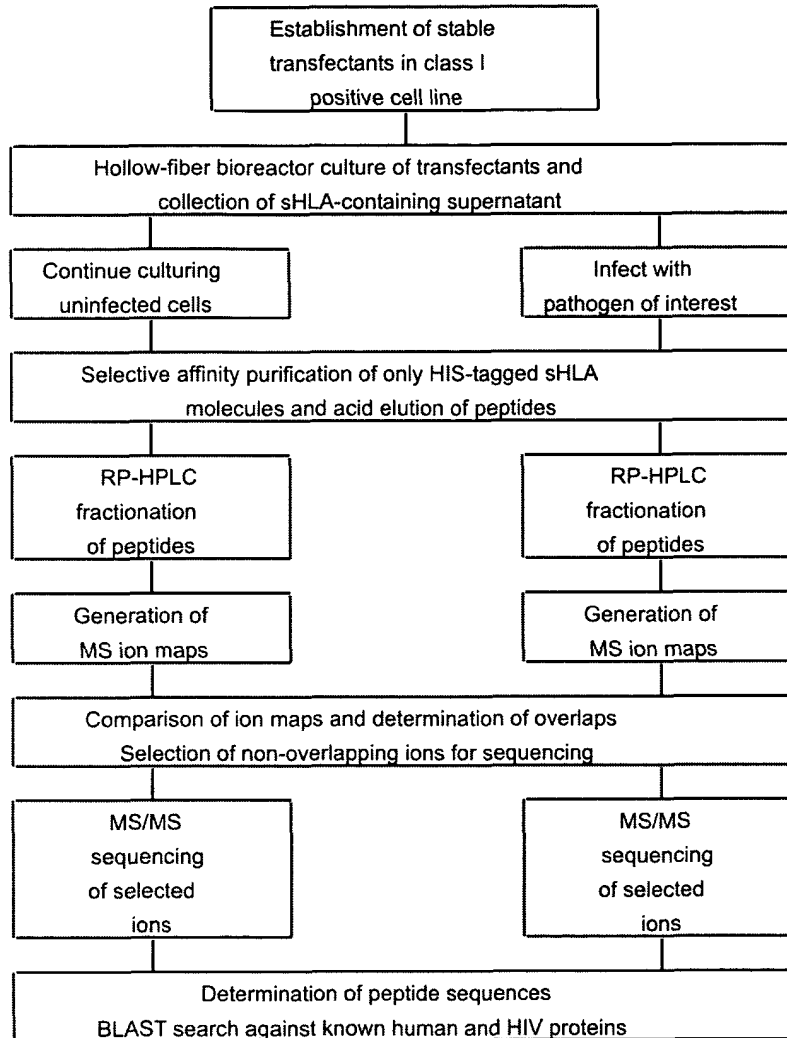 Establishment of stable
transfectants in class I
positive cell line
Hollow-fiber bioreactor culture of transfectants and
collection of sHLA-containing supernatant
Continue culturing
uninfected cells
Infect with
pathogen of interest
Selective affinity purification of only HIS-tagged sHLA
molecules and acid elution of peptides
RP-HPLC
fractionation
of peptides
RP-HPLC
fractionation
of peptides
Generation of
MS ion maps
Generation of
MS ion maps
Comparison of ion maps and determination of overlaps
Selection of non-overlapping ions for sequencing
MS/MS
sequencing
of selected
ions
MS/MS
sequencing
of selected
ions
Determination of peptide sequences
BLAST search against known human and HIV proteins